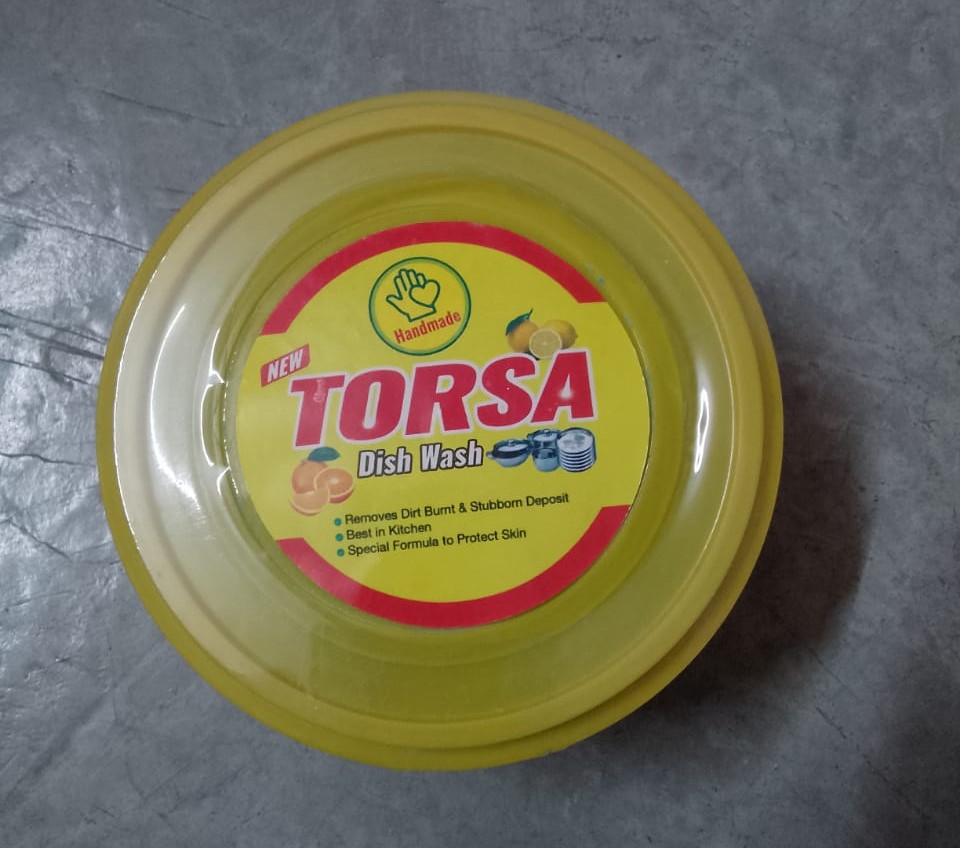 Handmade
NEW
TORSA
Dish Wash
Removes Dirt Burnt & Stubborn Deposit
Best in Kitchen
Special Formula to Protect Skin